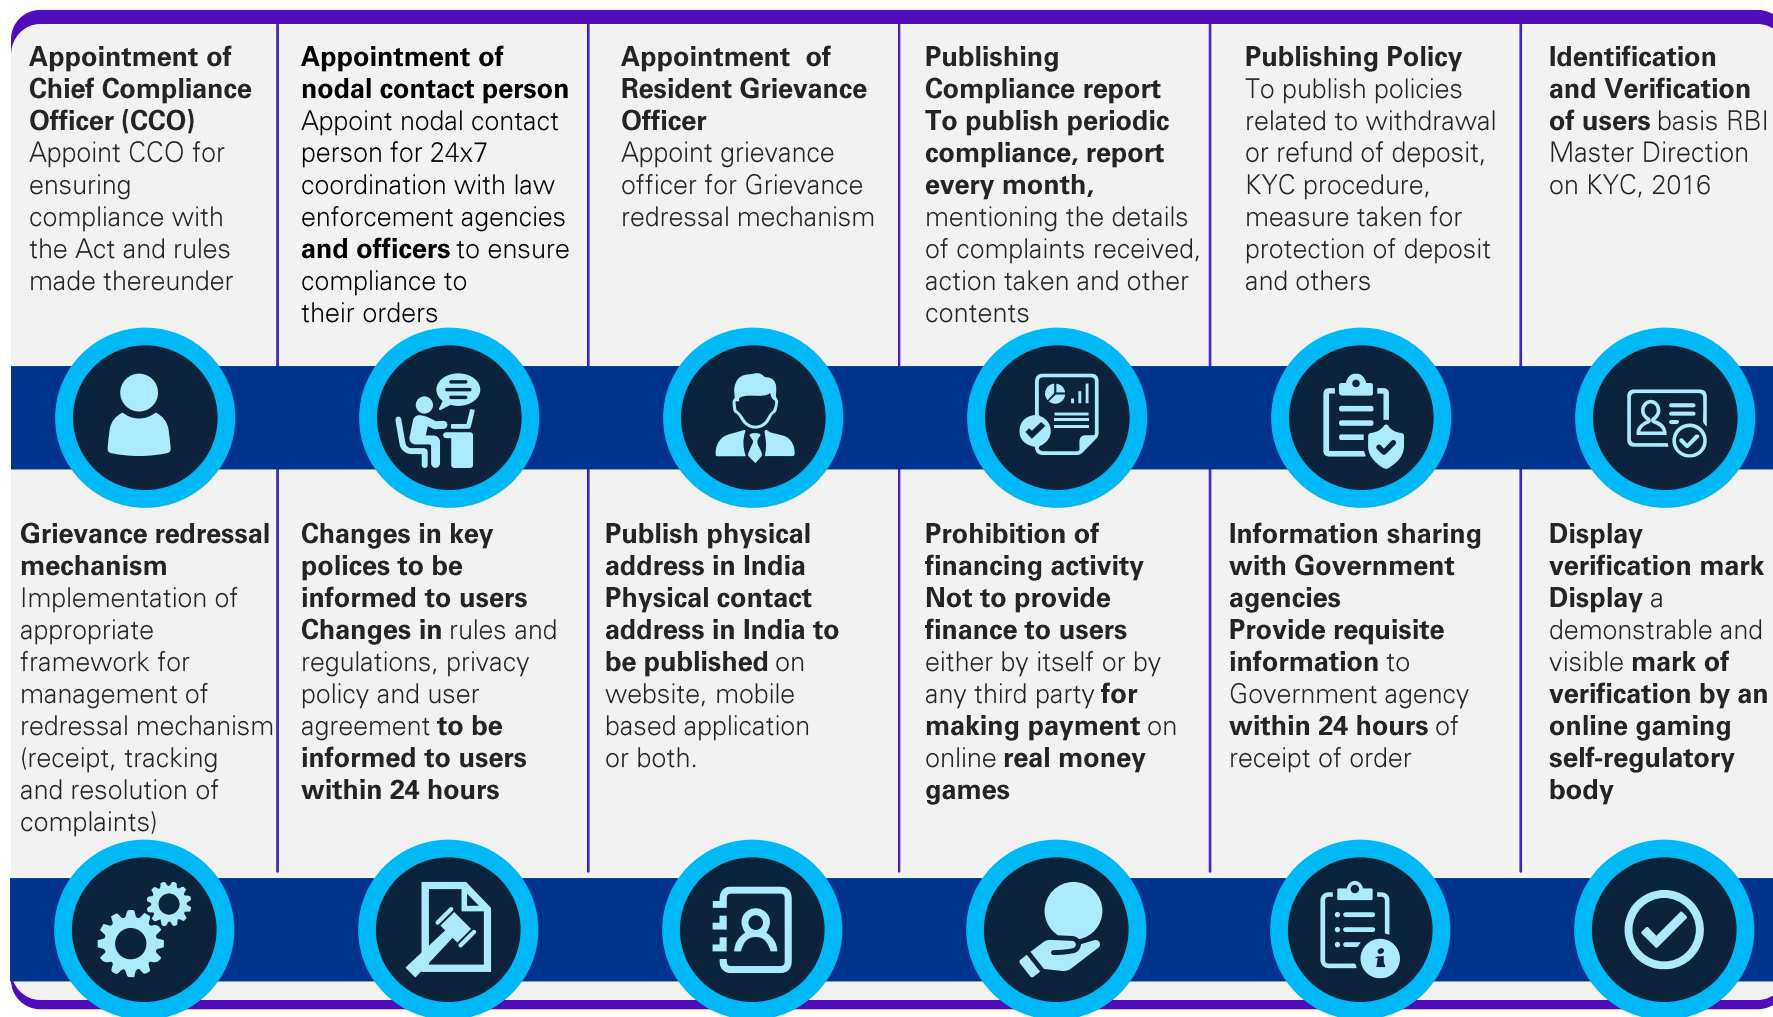 Appointment of
Chief Compliance
Officer (CCO)
Appoint CCO for
ensuring
compliance with
the Act and rules
made thereunder
Appointment of
nodal contact person
Appoint nodal contact
person for 24x7
coordination with law
enforcement agencies
and officers to ensure
compliance to
their orders
Appointment of
Resident Grievance
Officer
Appoint grievance
officer for Grievance
redressal mechanism
Publishing
Compliance report
To publish periodic
compliance, report
every month,
mentioning the details
of complaints received,
action taken and other
contents
Publishing Policy
To publish policies
related to withdrawal
or refund of deposit,
KYC procedure,
measure taken for
protection of deposit
and others
Identification
and Verification
of users basis RBI
Master Direction
on KYC, 2016
Grievance redressal
mechanism
Implementation of
appropriate
framework for
management of
redressal mechanism
(receipt, tracking
and resolution of
complaints)
Changes in key
polices to be
informed to users
Changes in rules and
regulations, privacy
policy and user
agreement to be
informed to users
within 24 hours
Publish physical
address in India
Physical contact
address in India to
be published on
website, mobile
based application
or both.
Prohibition of
financing activity
Not to provide
finance to users
either by itself or by
any third party for
making payment on
online real money
games
Information sharing
with Government
agencies
Provide requisite
information to
Government agency
within 24 hours of
receipt of order
Display
verification mark
Display a
demonstrable and
visible mark of
verification by an
online gaming
self-regulatory
body